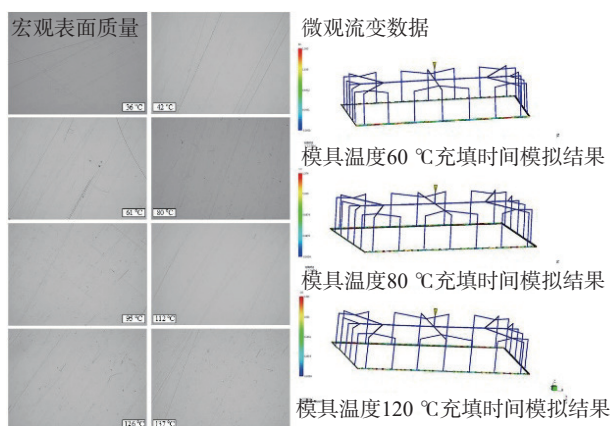 宏观表面质量
微观流变数据
36 ℃
42 ℃
61 ℃
80 ℃
95 ℃
112 ℃
126 ℃
137 ℃
模具温度60 ℃充填时间模拟结果
模具温度80 ℃充填时间模拟结果
模具温度120 ℃充填时间模拟结果